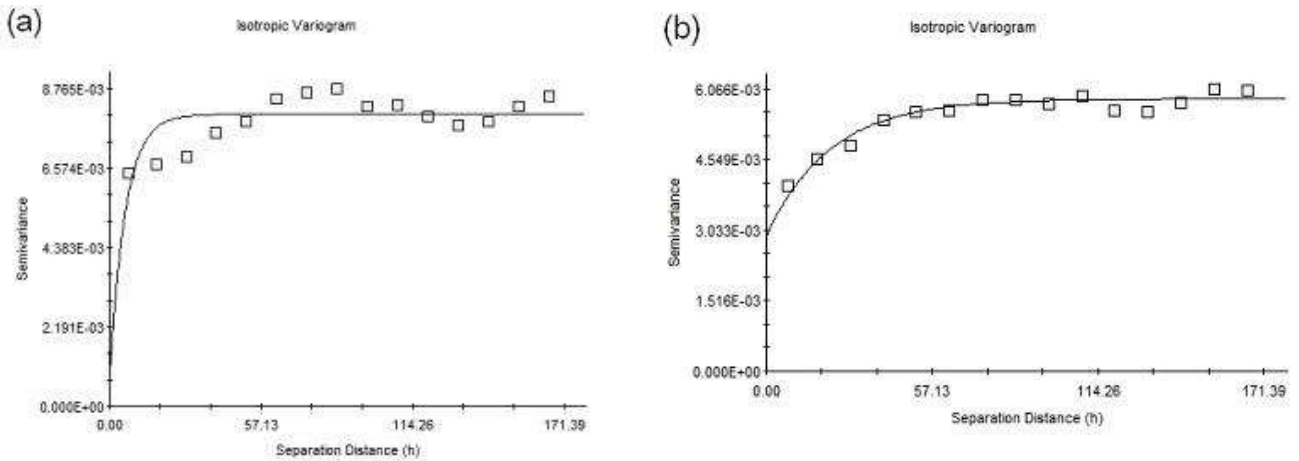 (a)
Isotropic Variogram
8.765E-03
6.574E-03
4.383E-03
2.191E-03
0.000E+00
Semivariance
0.00 57.13 114.26 171.39
Separation Distance (h)
(b)
Isotropic Variogram
6.066E-03
4.549E-03
3.033E-03
1.516E-03
0.000E+00
Semivariance
0.00 57.13 114.26 171.39
Separation Distance (h)